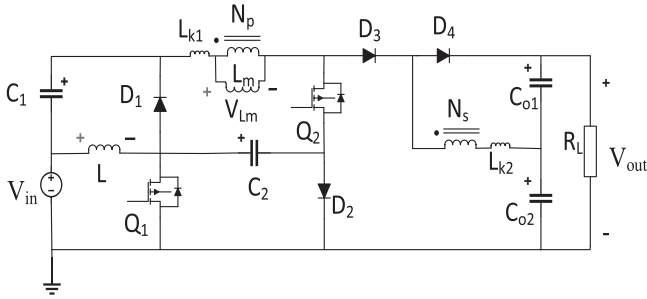 Lk1
Np
D3
D4
+
Lm
+
-
VLm
C1
+
D1
Q2
Ns
+
Co1
+
+
-
L
+
C2
Lk2
RL
Vout
Vin
+
-
Q1
D2
+
Co2
-